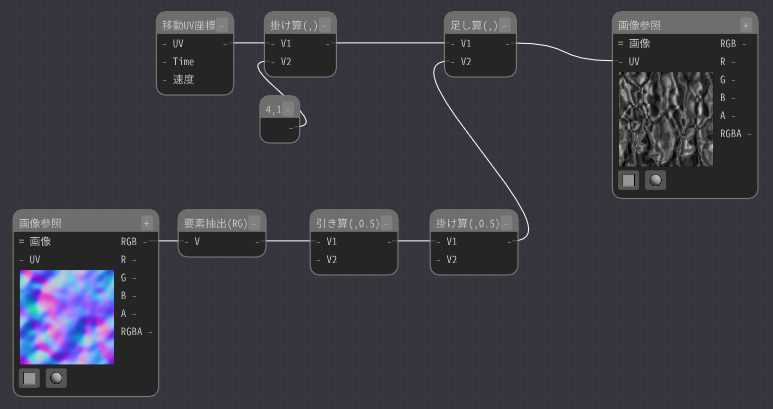 移動UV座標 -
- UV -
- Time
- 速度
掛け算(,) -
- V1 -
- V2
4,1 -
-
足し算(,) -
- V1 -
- V2
画像参照 +
= 画像 RGB -
- UV R -
G -
B -
A -
RGBA -
画像参照 +
= 画像 RGB -
- UV R -
G -
B -
A -
RGBA -
要素抽出(RG) -
- V -
引き算(,0.5) -
- V1 -
- V2
掛け算(,0.5) -
- V1 -
- V2